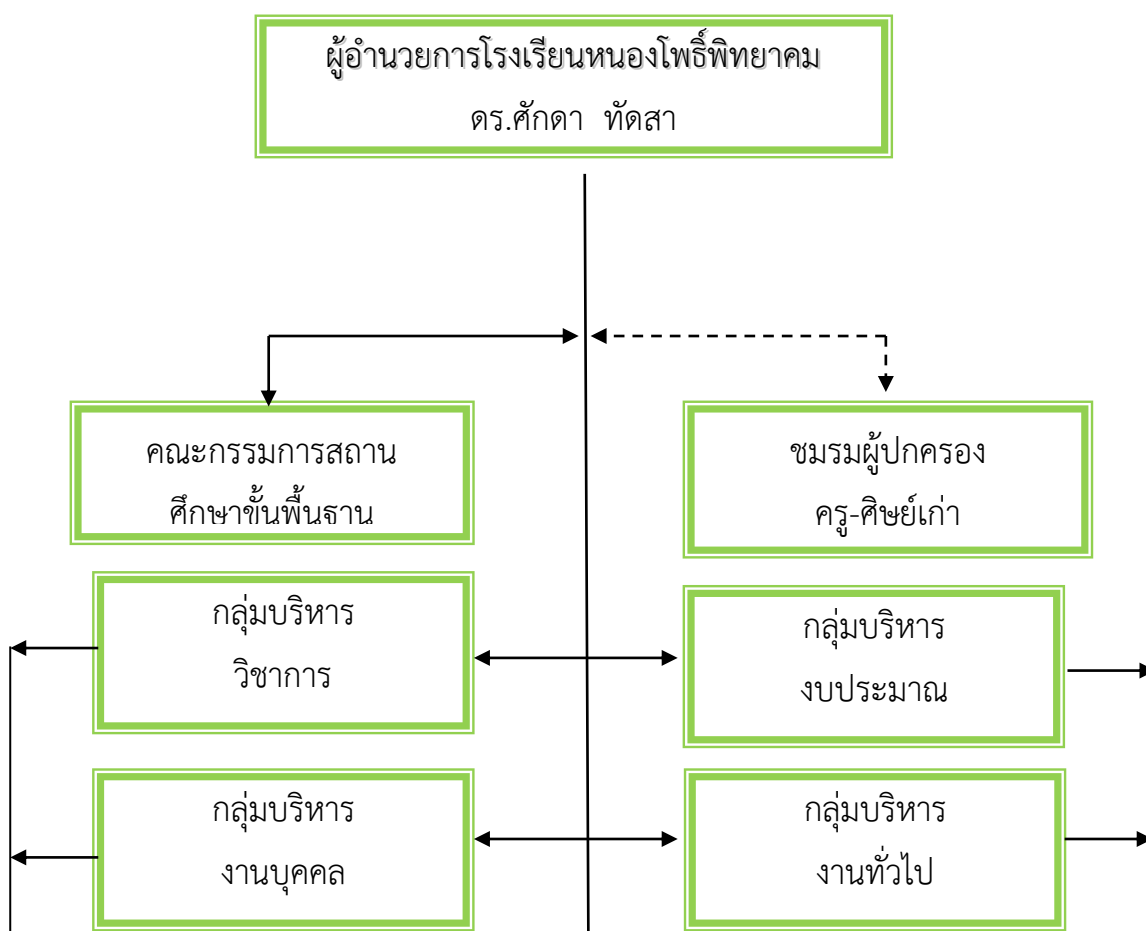 ผู้อำนวยการโรงเรียนหนองโพธิ์พิทยาคม
ดร.ศักดา ทัดสา
คณะกรรมการสถาน
ศึกษาขั้นพื้นฐาน
ชมรมผู้ปกครอง
ครู-ศิษย์เก่า
กลุ่มบริหาร
วิชาการ
กลุ่มบริหาร
งบประมาณ
กลุ่มบริหาร
งานบุคคล
กลุ่มบริหาร
งานทั่วไป